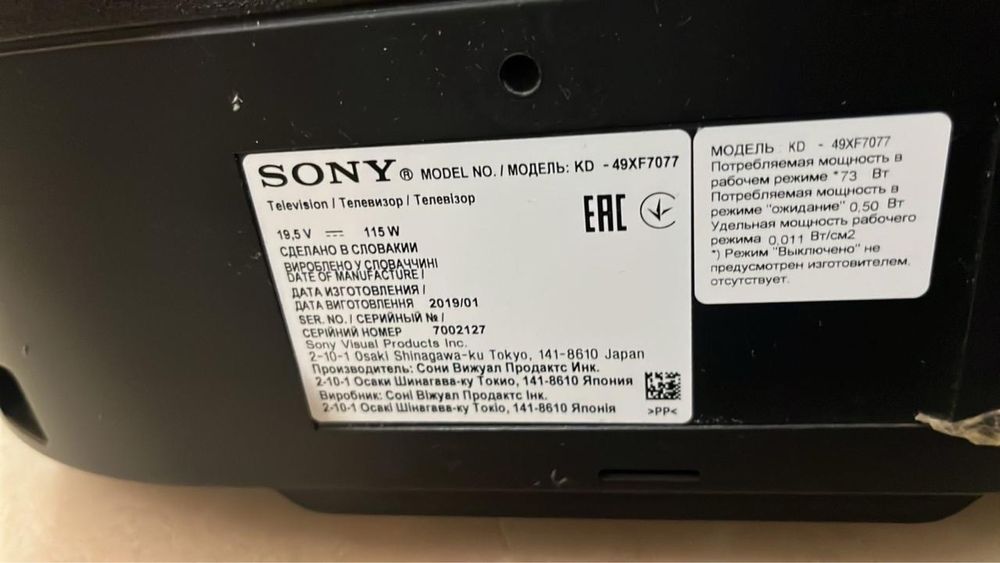 SONY® MODEL NO. / МОДЕЛЬ: KD - 49XF7077
Television / Телевизор / Телевізор
19,5 V ⎓ 115 W
СДЕЛАНО В СЛОВАКИИ
ВИРОБЛЕНО У СЛОВАЧЧИНІ
DATE OF MANUFACTURE /
ДАТА ИЗГОТОВЛЕНИЯ /
ДАТА ВИГОТОВЛЕННЯ 2019/01
SER. NO. / СЕРИЙНЫЙ № /
СЕРІЙНИЙ НОМЕР 7002127
Sony Visual Products Inc.
2-10-1 Osaki Shinagawa-ku Tokyo, 141-8610 Japan
Производитель: Сони Вижуал Продактс Инк.
2-10-1 Осаки Шинагава-ку Токио, 141-8610 Япония
Виробник: Соні Віжуал Продактс Інк.
2-10-1 Осакі Шінагава-ку Токіо, 141-8610 Японія
EAC
>PP<
МОДЕЛЬ KD - 49XF7077
Потребляемая мощность в
рабочем режиме *73 Вт
Потребляемая мощность в
режиме "ожидание" 0,50 Вт
Удельная мощность рабочего
режима 0,011 Вт/см2
*) Режим "Выключено" не
предусмотрен изготовителем,
отсутствует.